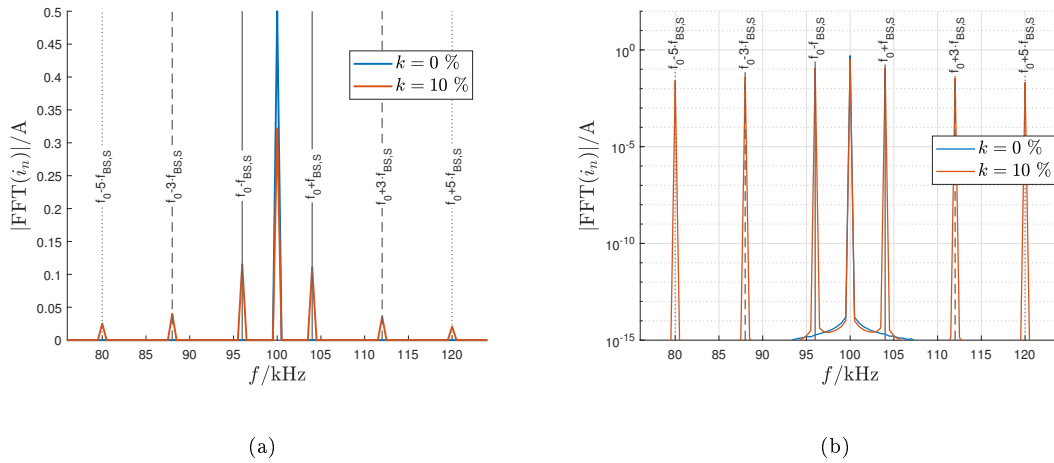 0.5
0.45
0.4
0.35
0.3
0.25
0.2
0.15
0.1
0.05
0
|FFT(i_n)|/A
f_0-5·f_BS,S
f_0-3·f_BS,S
f_0-f_BS,S
f_0+f_BS,S
f_0+3·f_BS,S
f_0+5·f_BS,S
k = 0 %
k = 10 %
80 85 90 95 100 105 110 115 120
f/kHz
(a)
10^0
10^-5
10^-10
10^-15
|FFT(i_n)|/A
f_0-5·f_BS,S
f_0-3·f_BS,S
f_0-f_BS,S
f_0+f_BS,S
f_0+3·f_BS,S
f_0+5·f_BS,S
k = 0 %
k = 10 %
80 85 90 95 100 105 110 115 120
f/kHz
(b)